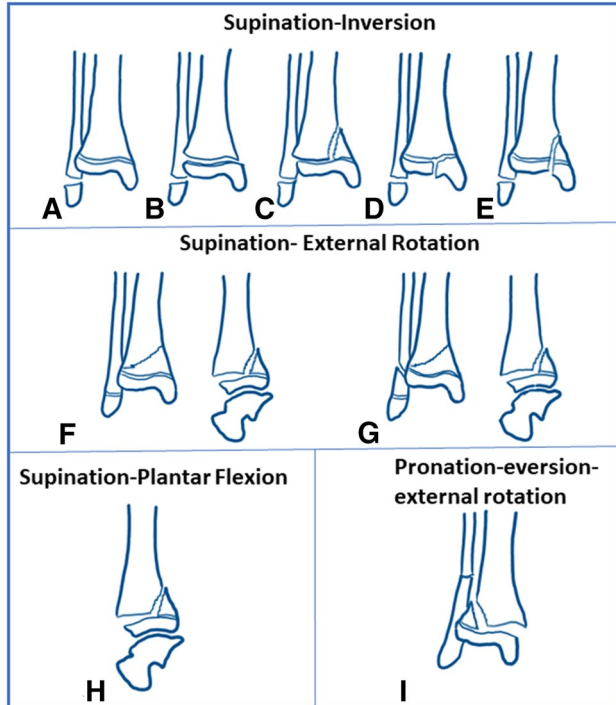 Supination-Inversion
A B C D E
Supination- External Rotation
F G
Supination-Plantar Flexion
H
Pronation-eversion-
external rotation
I